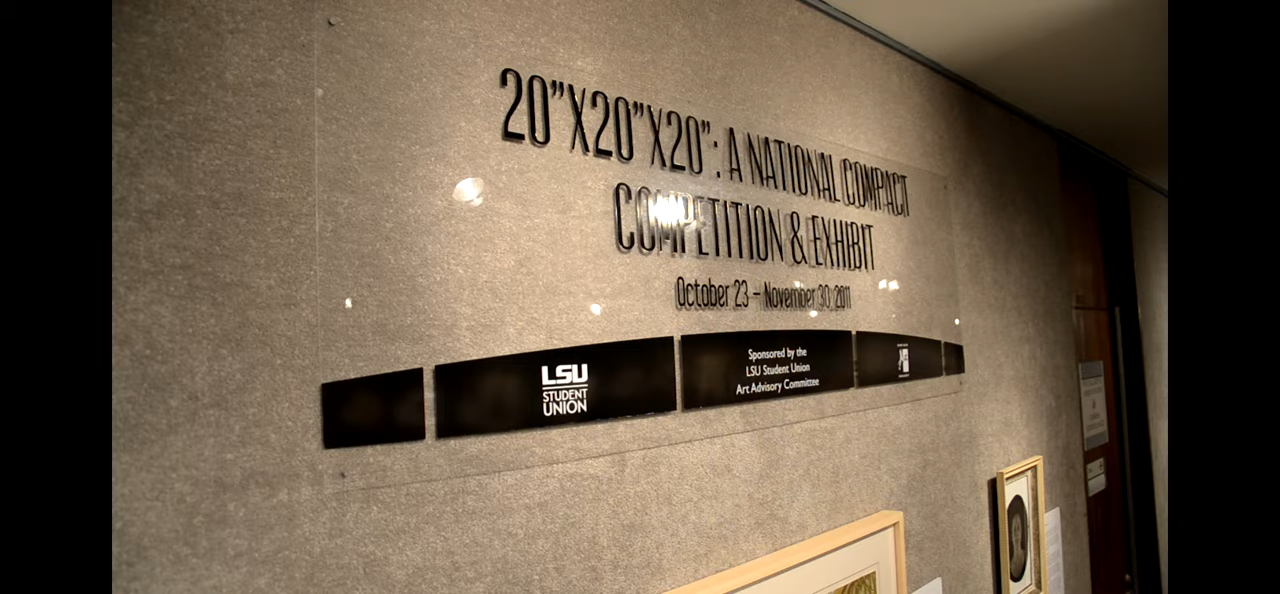 20”X20”X20”: A NATIONAL COMPACT
COMPETITION & EXHIBIT
October 23 – November 30, 2011
LSU
STUDENT
UNION
Sponsored by the
LSU Student Union
Art Advisory Committee